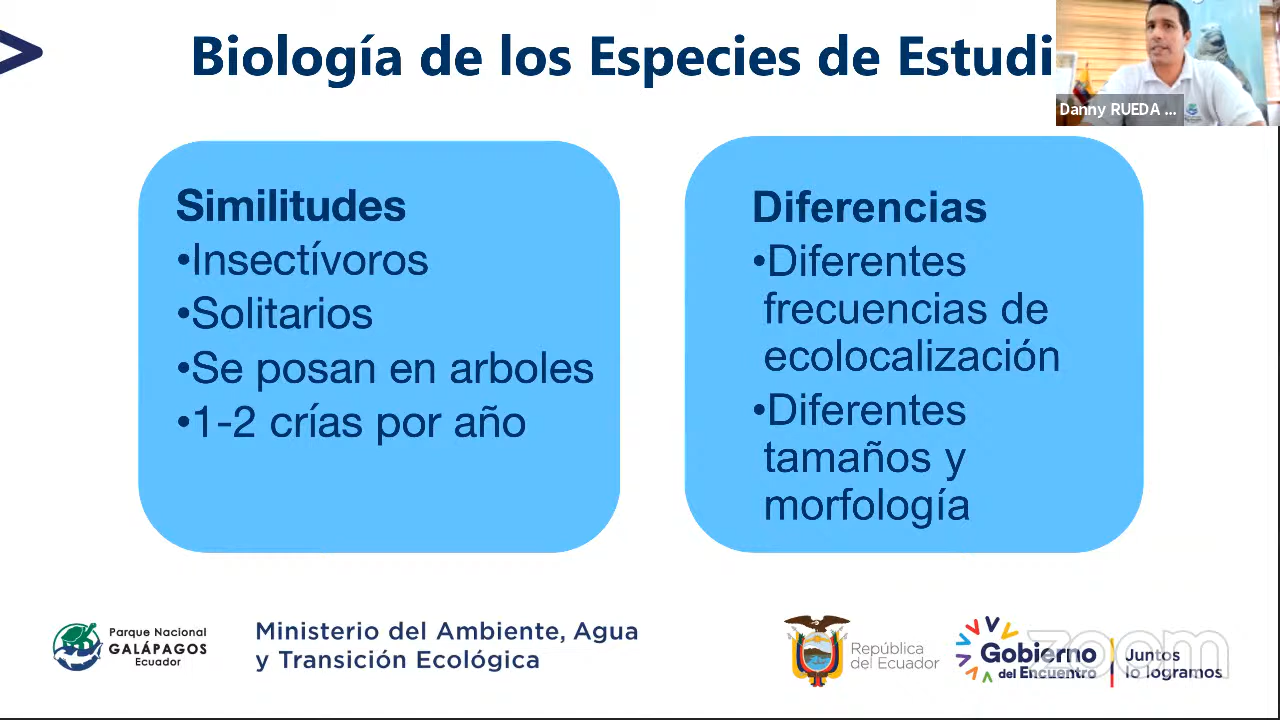 Biología de los Especies de Estudi
Danny RUEDA ...
Similitudes
•Insectívoros
•Solitarios
•Se posan en arboles
•1-2 crías por año
Diferencias
•Diferentes
frecuencias de
ecolocalización
•Diferentes
tamaños y
morfología
Parque Nacional
GALÁPAGOS
Ecuador
Ministerio del Ambiente, Agua
y Transición Ecológica
República
del Ecuador
Gobierno
del Encuentro
Juntos
lo logramos
zoom